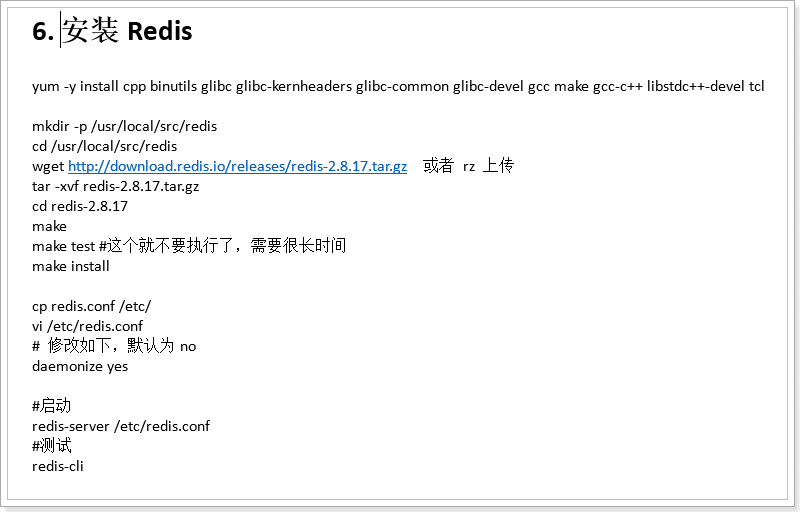 6. 安装 Redis
yum -y install cpp binutils glibc glibc-kernheaders glibc-common glibc-devel gcc make gcc-c++ libstdc++-devel tcl
mkdir -p /usr/local/src/redis
cd /usr/local/src/redis
wget http://download.redis.io/releases/redis-2.8.17.tar.gz 或者 rz 上传
tar -xvf redis-2.8.17.tar.gz
cd redis-2.8.17
make
make test #这个就不要执行了，需要很长时间
make install
cp redis.conf /etc/
vi /etc/redis.conf
# 修改如下，默认为 no
daemonize yes
#启动
redis-server /etc/redis.conf
#测试
redis-cli